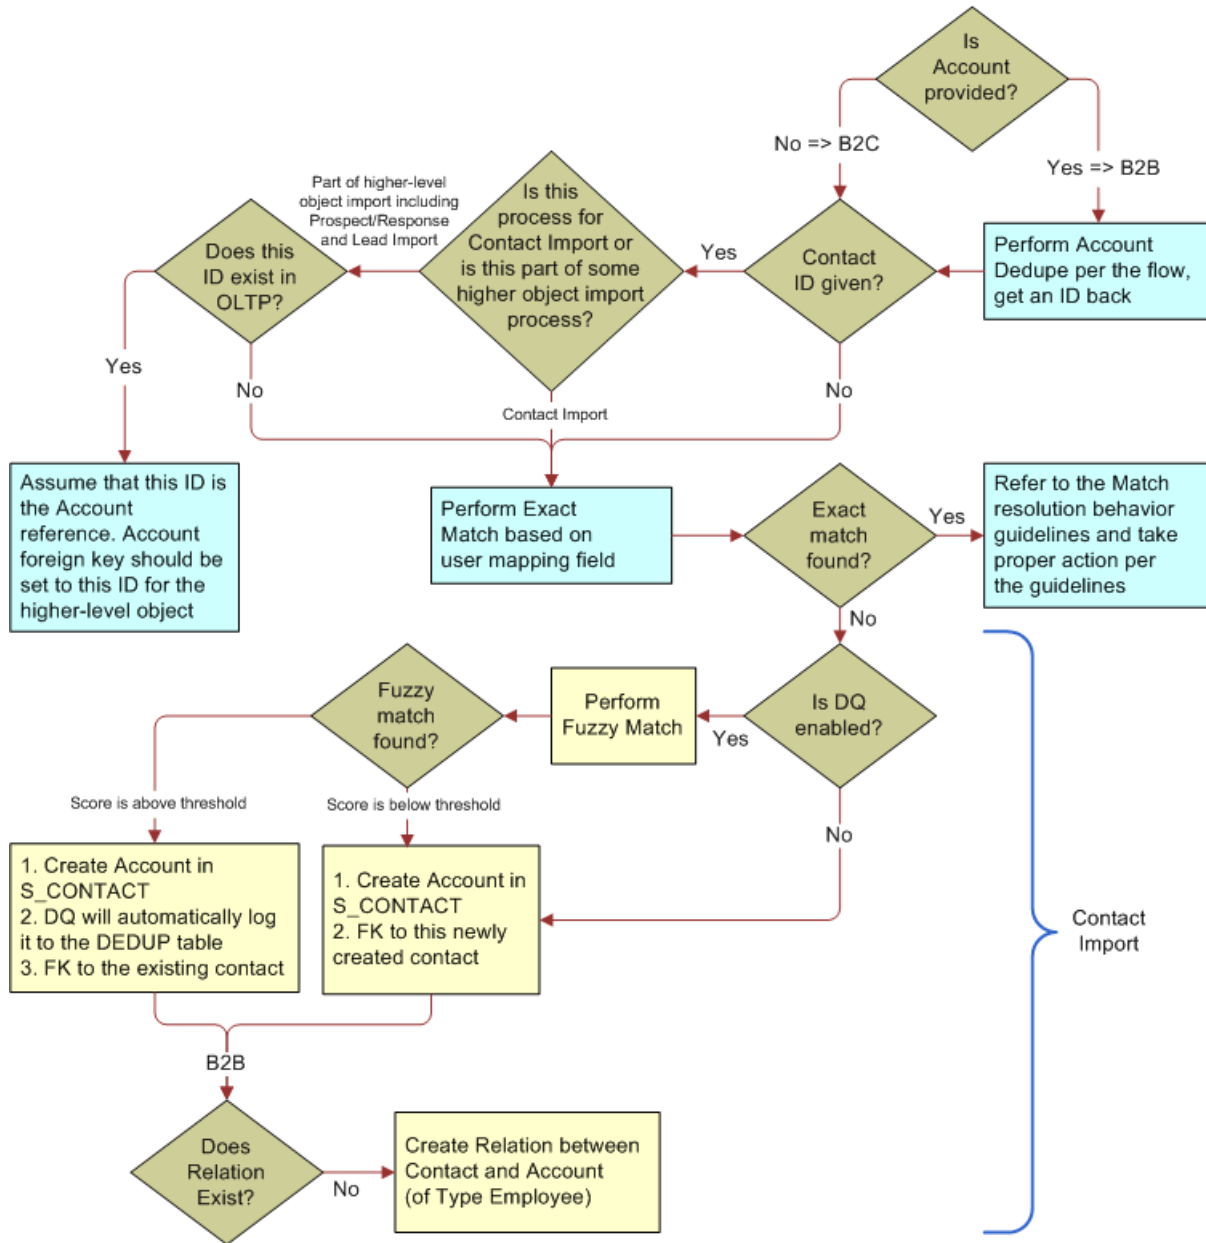 Is
Account
provided?
No => B2C
Yes => B2B
Part of higher-level
object import including
Prospect/Response
and Lead Import
Is this
process for
Contact Import or
is this part of some
higher object import
process?
Does this
ID exist in
OLTP?
Yes
Contact
ID given?
Perform Account
Dedupe per the flow,
get an ID back
Yes
No
Contact Import
No
Assume that this ID is
the Account
reference. Account
foreign key should be
set to this ID for the
higher-level object
Perform Exact
Match based on
user mapping field
Exact
match
found?
Yes
Refer to the Match
resolution behavior
guidelines and take
proper action per
the guidelines
No
Fuzzy
match
found?
Perform
Fuzzy Match
Yes
Is DQ
enabled?
Score is above threshold
Score is below threshold
No
1. Create Account in
S_CONTACT
2. DQ will automatically log
it to the DEDUP table
3. FK to the existing contact
1. Create Account in
S_CONTACT
2. FK to this newly
created contact
Contact
Import
B2B
Does
Relation
Exist?
No
Create Relation between
Contact and Account
(of Type Employee)